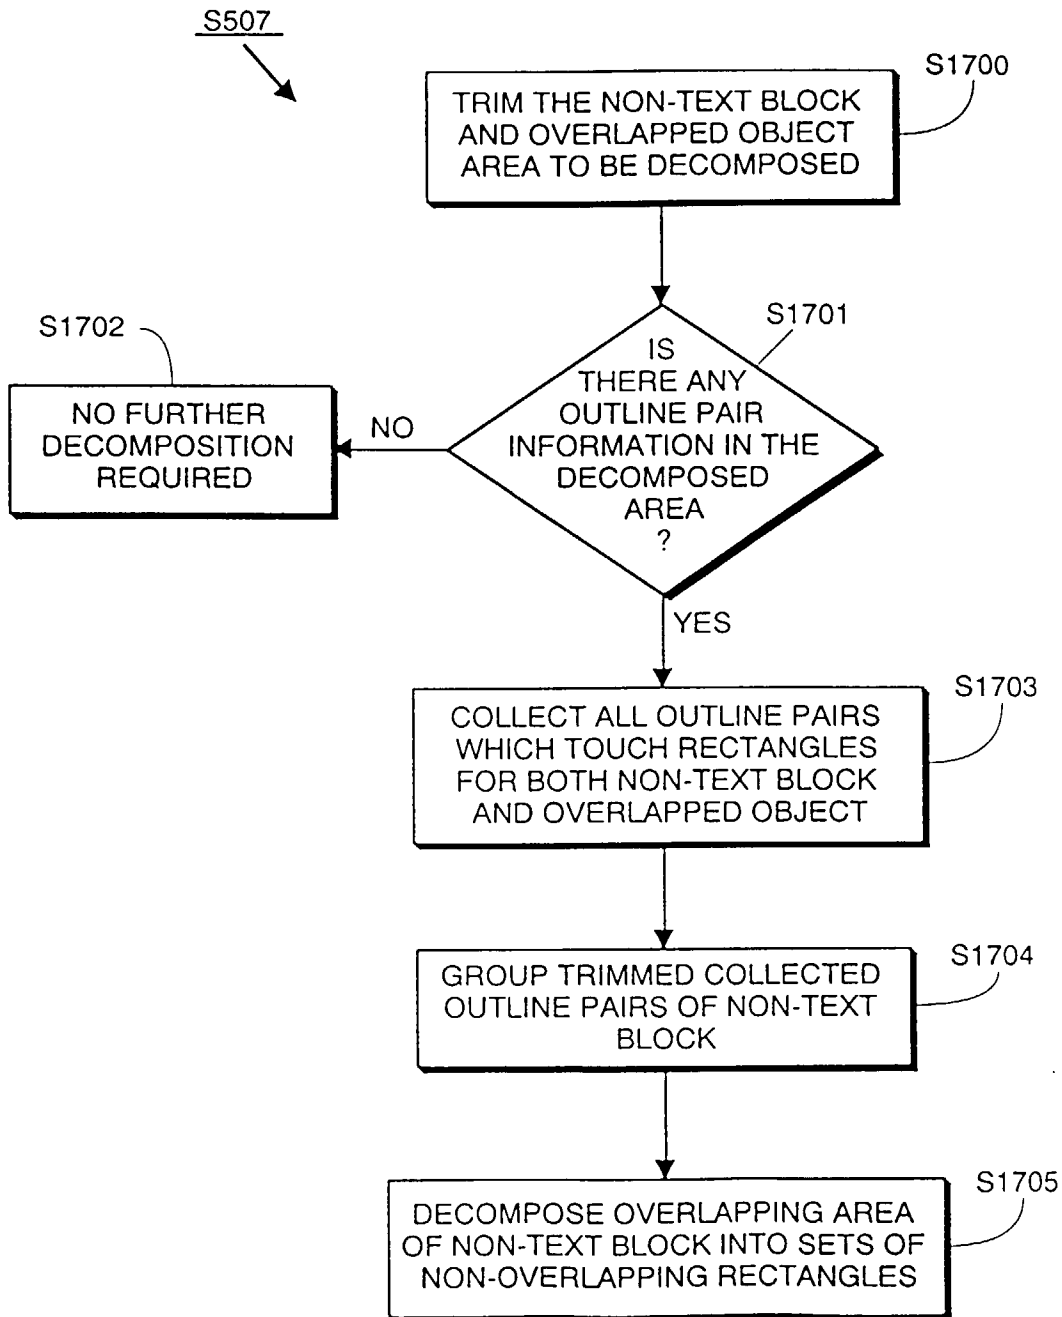 S507
S1700
TRIM THE NON-TEXT BLOCK
AND OVERLAPPED OBJECT
AREA TO BE DECOMPOSED
S1701
IS
THERE ANY
OUTLINE PAIR
INFORMATION IN THE
DECOMPOSED
AREA
?
S1702
NO FURTHER
DECOMPOSITION
REQUIRED
NO
YES
S1703
COLLECT ALL OUTLINE PAIRS
WHICH TOUCH RECTANGLES
FOR BOTH NON-TEXT BLOCK
AND OVERLAPPED OBJECT
S1704
GROUP TRIMMED COLLECTED
OUTLINE PAIRS OF NON-TEXT
BLOCK
S1705
DECOMPOSE OVERLAPPING AREA
OF NON-TEXT BLOCK INTO SETS OF
NON-OVERLAPPING RECTANGLES